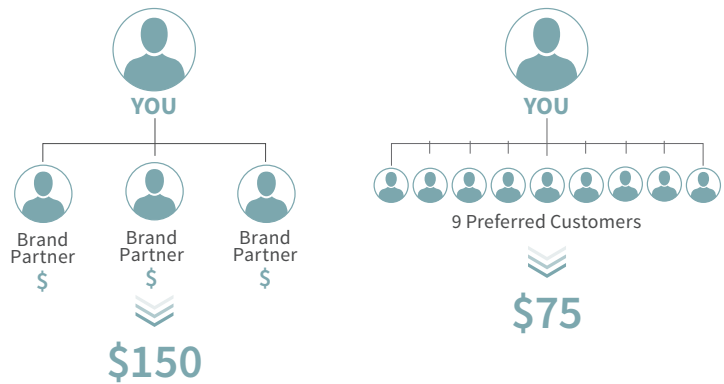 YOU
Brand
Partner
$
Brand
Partner
$
Brand
Partner
$
$150
YOU
9 Preferred Customers
$75